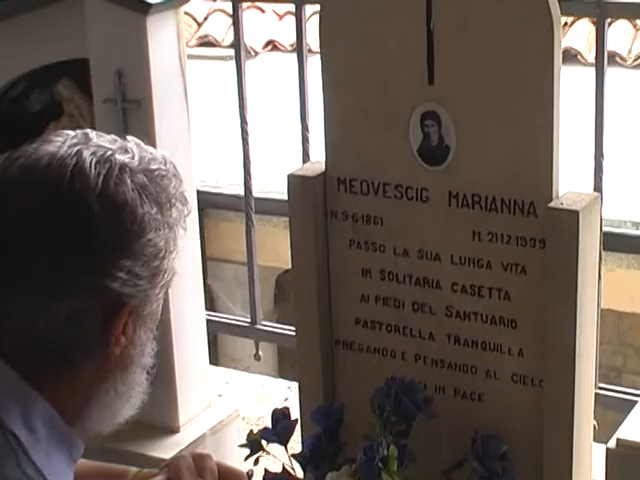 MEDVESCIG MARIANNA
N. 9·6·1861 M. 21·12·1939
PASSO LA SUA LUNGA VITA
IN SOLITARIA CASETTA
AI PIEDI DEL SANTUARIO
PASTORELLA TRANQUILLA
PREGANDO E PENSANDO AL CIELO
IN PACE